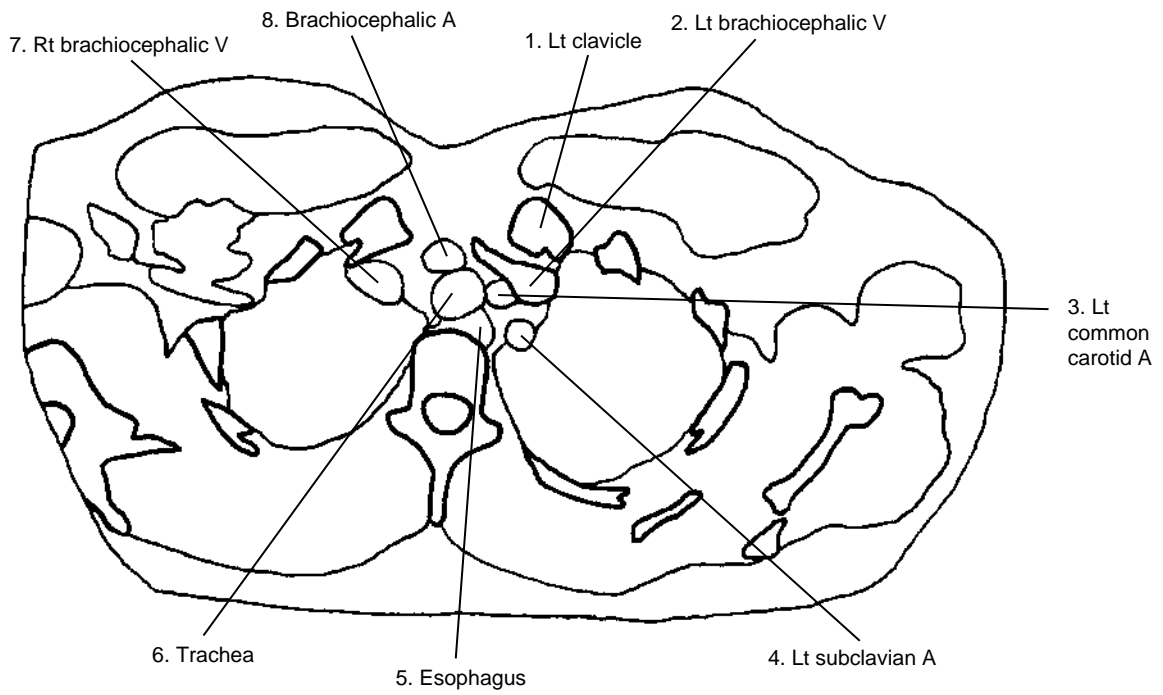 8. Brachiocephalic A
2. Lt brachiocephalic V
7. Rt brachiocephalic V
1. Lt clavicle
3. Lt
common
carotid A
6. Trachea
4. Lt subclavian A
5. Esophagus